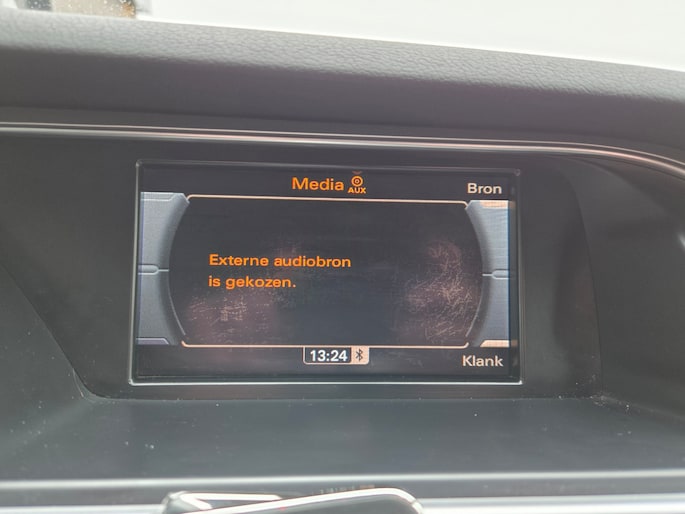 Media AUX
Bron
Externe audiobron
is gekozen.
13:24
Klank